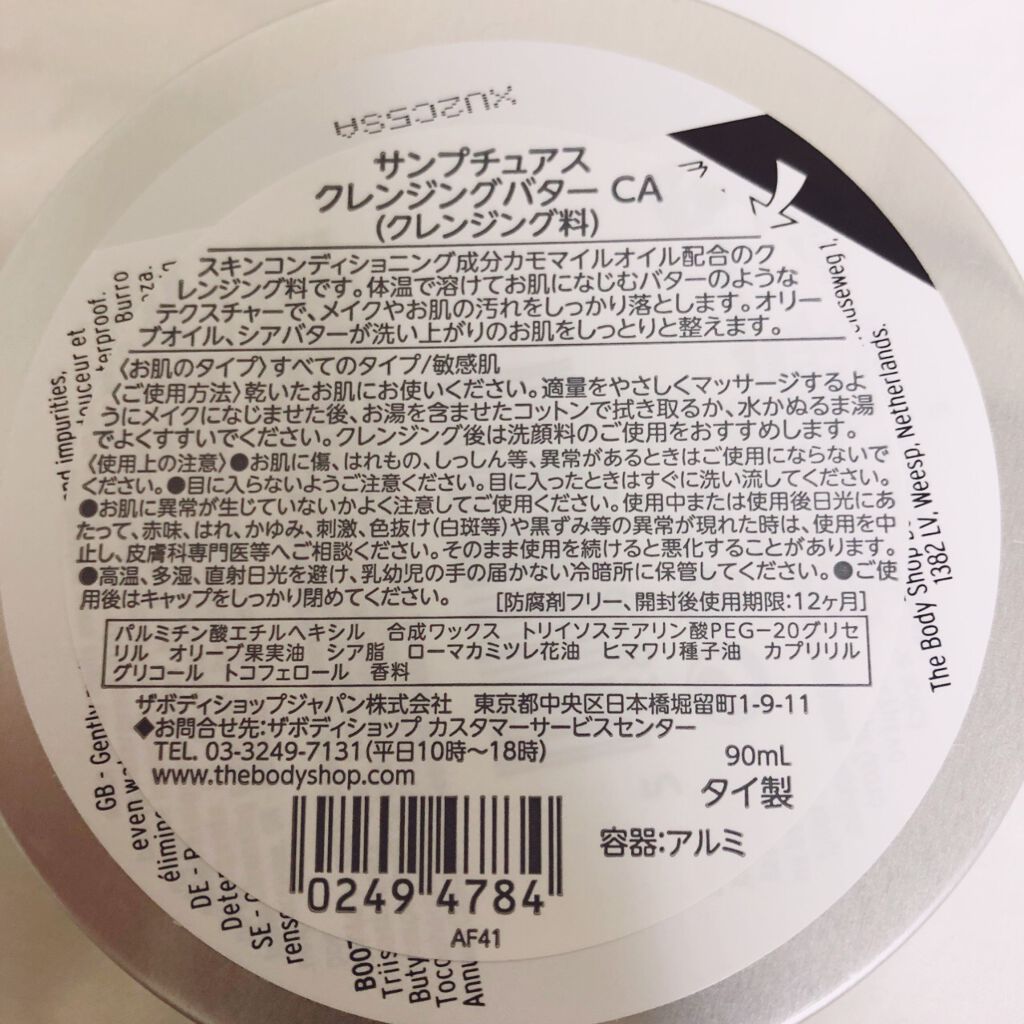 XU2C58A
サンプチュアス
クレンジングバター CA
(クレンジング料)
スキンコンディショニング成分カモマイルオイル配合のク
レンジング料です。体温で溶けてお肌になじむバターのような
テクスチャーで、メイクやお肌の汚れをしっかり落とします。オリー
ブオイル、シアバターが洗い上がりのお肌をしっとりと整えます。
〈お肌のタイプ〉すべてのタイプ/敏感肌
〈ご使用方法〉乾いたお肌にお使いください。適量をやさしくマッサージするよ
うにメイクになじませた後、お湯を含ませたコットンで拭き取るか、水かぬるま湯
でよくすすいでください。クレンジング後は洗顔料のご使用をおすすめします。
〈使用上の注意〉●お肌に傷、はれもの、しっしん等、異常があるときはご使用にならないで
ください。●目に入らないようご注意ください。目に入ったときはすぐに洗い流してください。
●お肌に異常が生じていないかよく注意してご使用ください。使用中または使用後日光にあ
たって、赤味、はれ、かゆみ、刺激、色抜け(白斑等)や黒ずみ等の異常が現れた時は、使用を中
止し、皮膚科専門医等へご相談ください。そのまま使用を続けると悪化することがあります。
●高温、多湿、直射日光を避け、乳幼児の手の届かない冷暗所に保管してください。●ご使
用後はキャップをしっかり閉めてください。 [防腐剤フリー、開封後使用期限:12ヶ月]
パルミチン酸エチルヘキシル 合成ワックス トリイソステアリン酸PEG-20グリセ
リル オリーブ果実油 シア脂 ローマカミツレ花油 ヒマワリ種子油 カプリリル
グリコール トコフェロール 香料
ザボディショップジャパン株式会社 東京都中央区日本橋堀留町1-9-11
◆お問合せ先:ザボディショップ カスタマーサービスセンター
TEL. 03-3249-7131(平日10時～18時)
www.thebodyshop.com
90mL
タイ製
容器:アルミ
0249 4784
AF41
The Body Shop
1382 LV, Weesp, Netherlands.
and impurities,
Burro
GB - Gently
even
DE -
SE -